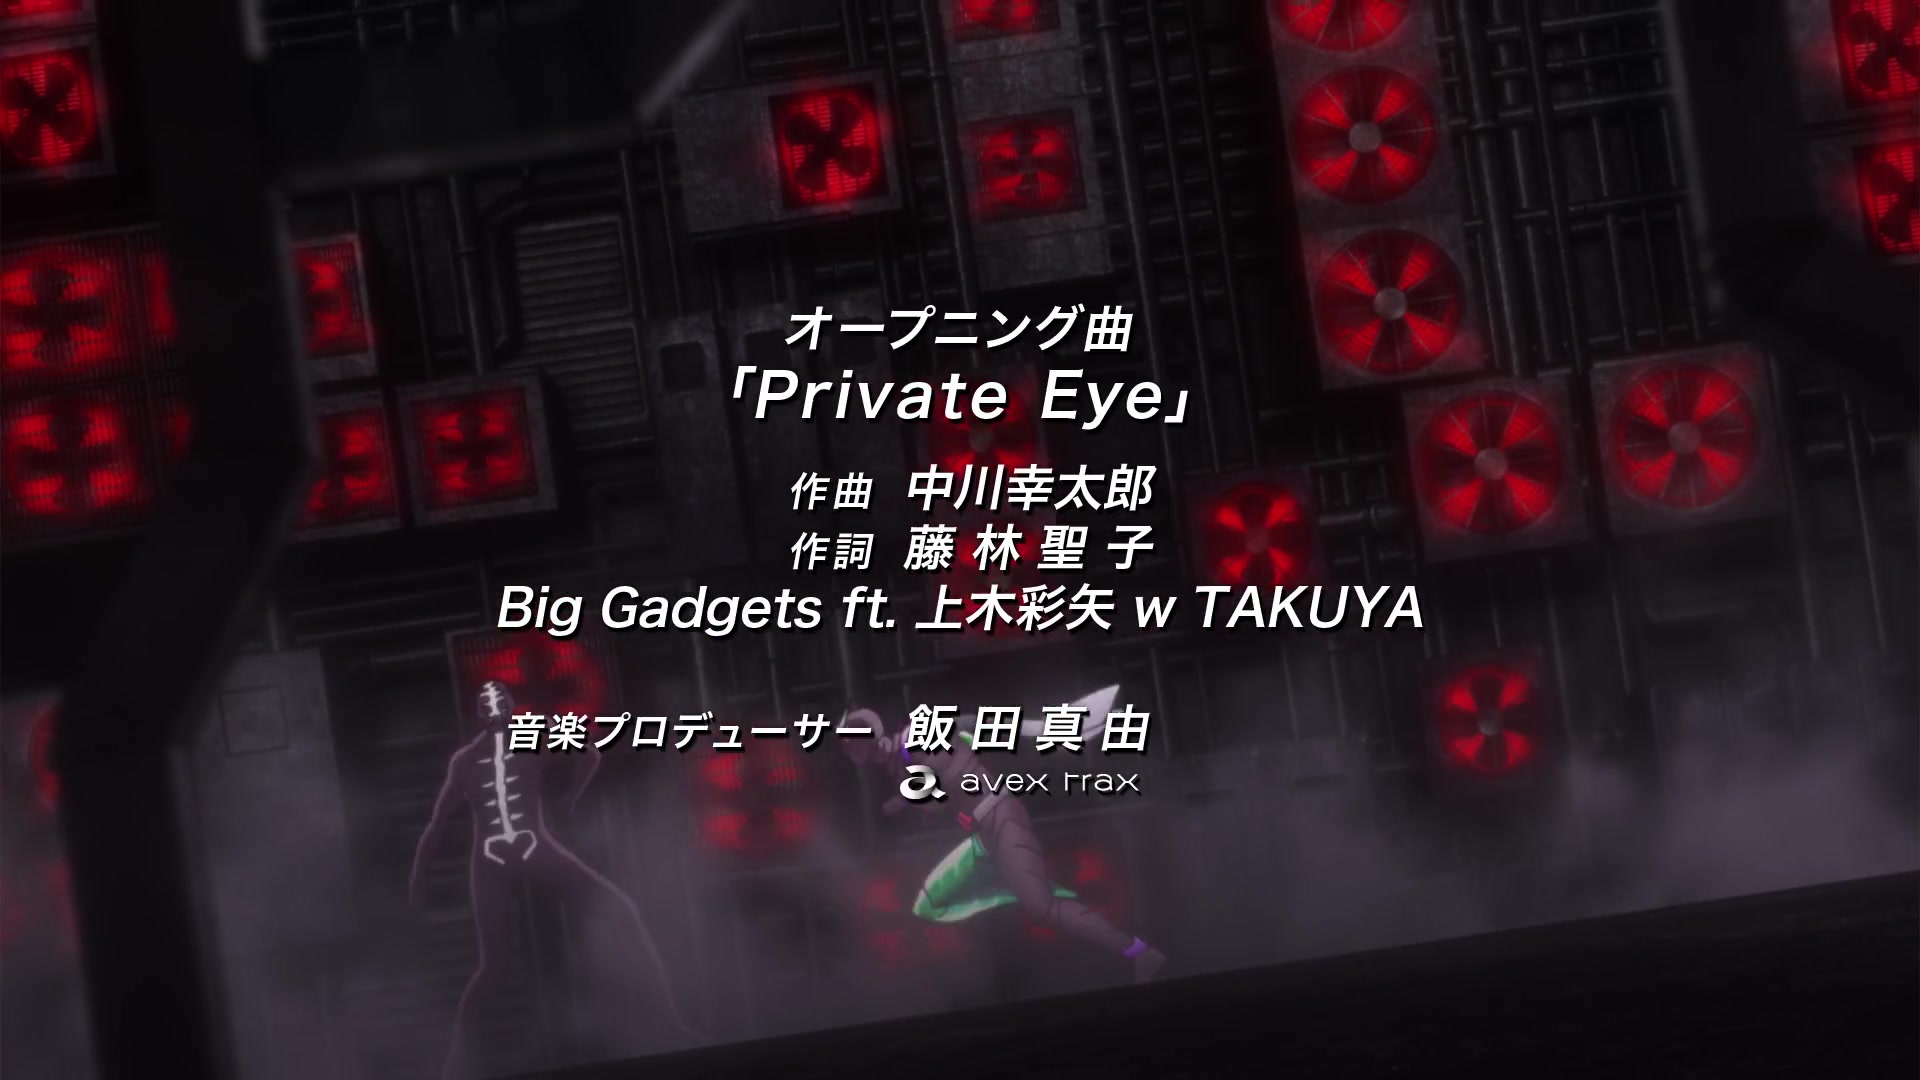 オープニング曲
「Private Eye」
作曲 中川幸太郎
作詞 藤林聖子
Big Gadgets ft. 上木彩矢 w TAKUYA
音楽プロデューサー 飯田真由
avex trax